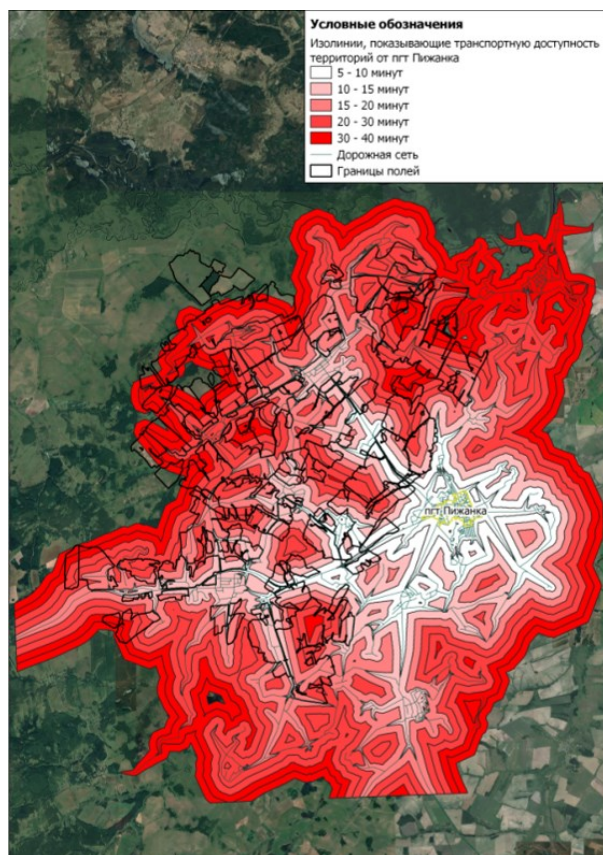 Условные обозначения
Изолинии, показывающие транспортную доступность
территорий от пгт Пижанка
5 - 10 минут
10 - 15 минут
15 - 20 минут
20 - 30 минут
30 - 40 минут
Дорожная сеть
Границы полей
пгт Пижанка